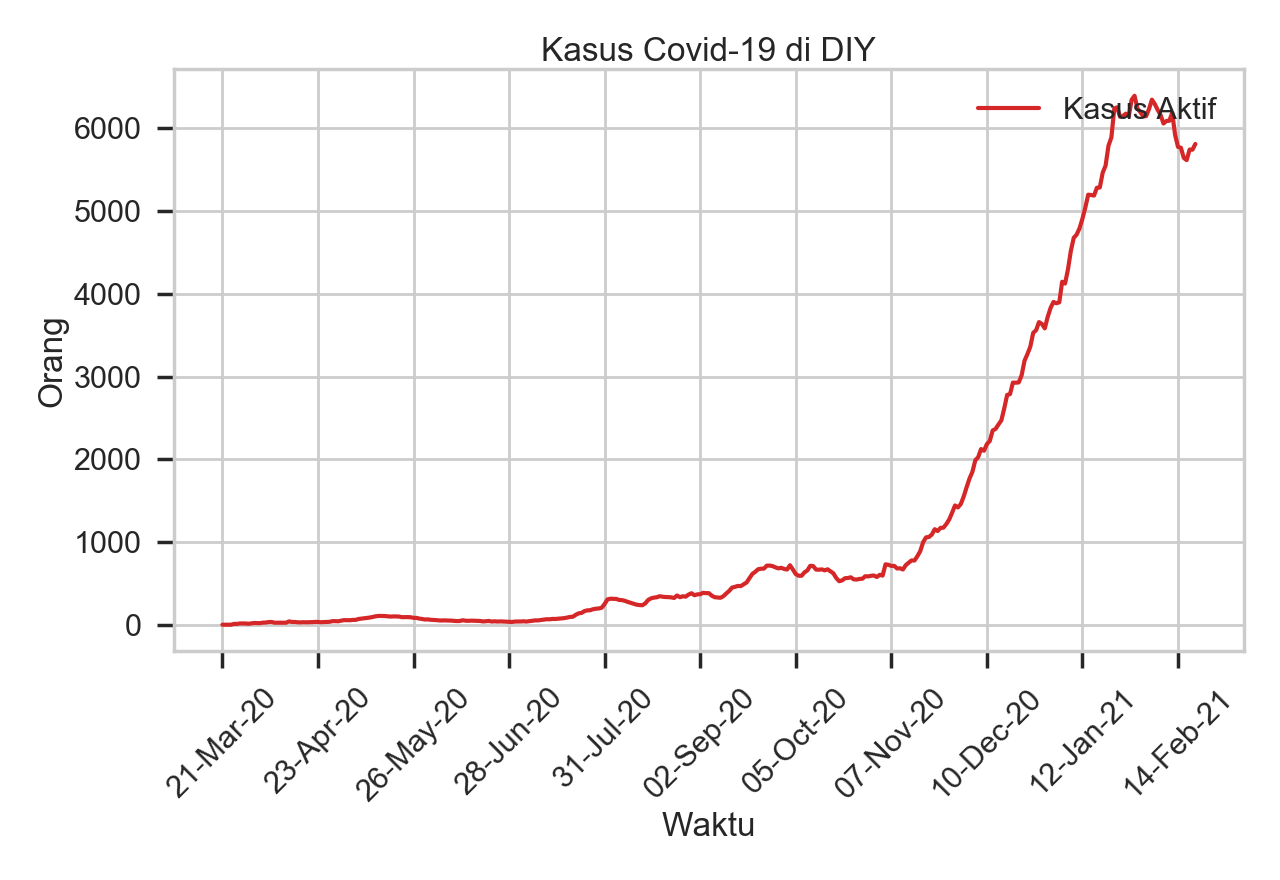 Kasus Covid-19 di DIY
Kasus Aktif
6000
5000
4000
3000
2000
1000
0
Orang
21-Mar-20
23-Apr-20
26-May-20
28-Jun-20
31-Jul-20
02-Sep-20
05-Oct-20
07-Nov-20
10-Dec-20
12-Jan-21
14-Feb-21
Waktu